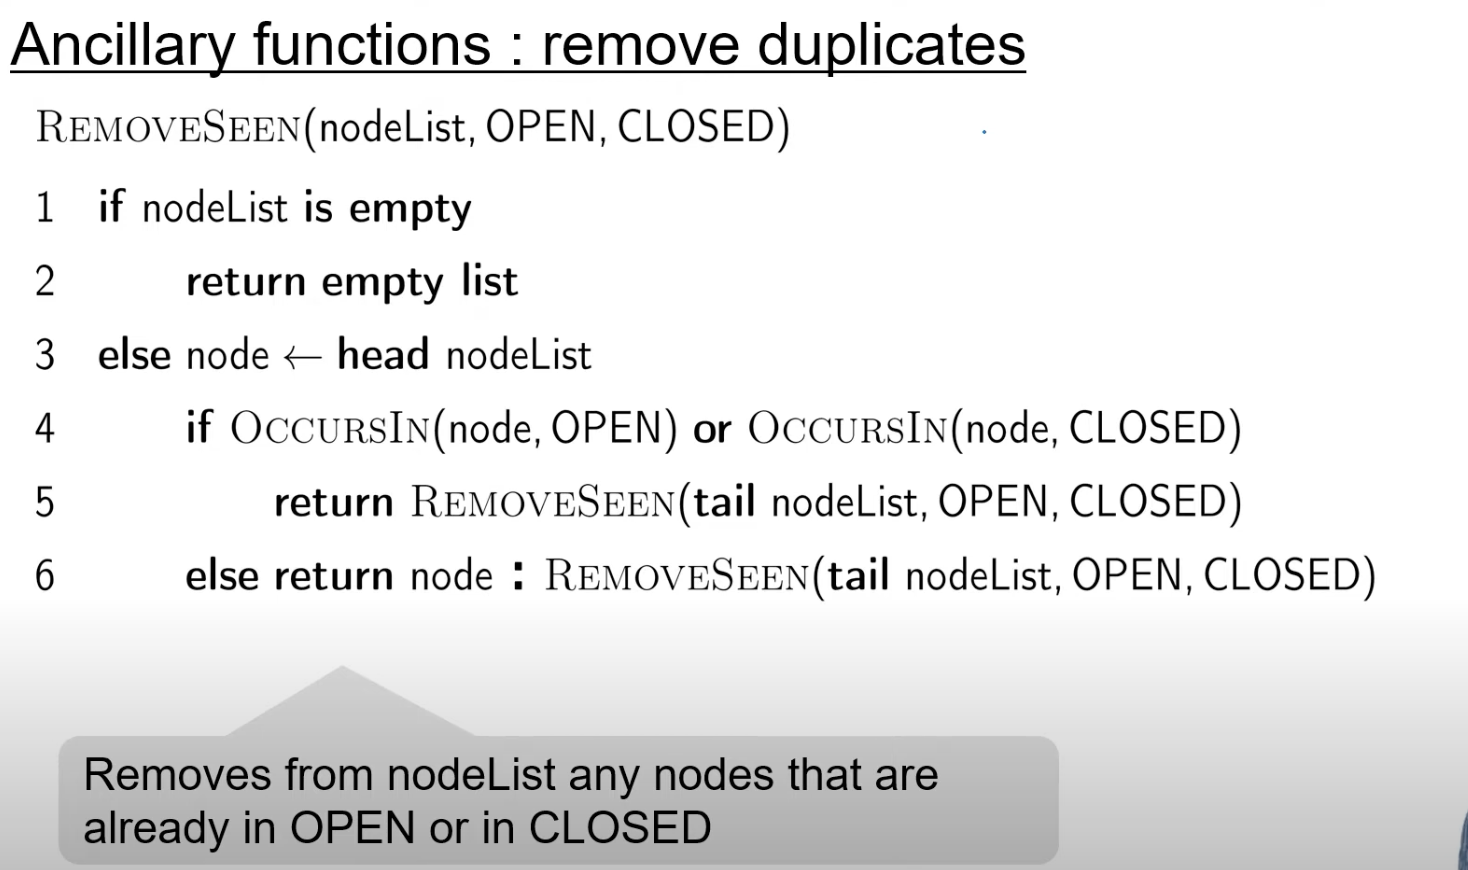 Ancillary functions : remove duplicates
REMOVESEEN(nodeList, OPEN, CLOSED)
1 if nodeList is empty
2 return empty list
3 else node ← head nodeList
4 if OCCURSIN(node, OPEN) or OCCURSIN(node, CLOSED)
5 return REMOVESEEN(tail nodeList, OPEN, CLOSED)
6 else return node : REMOVESEEN(tail nodeList, OPEN, CLOSED)
Removes from nodeList any nodes that are
already in OPEN or in CLOSED